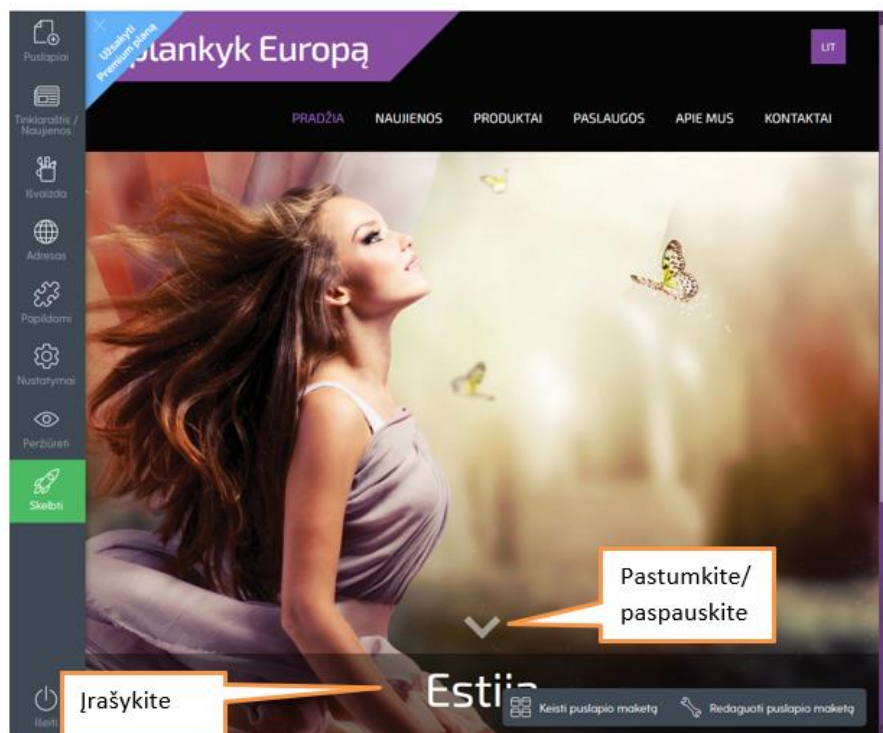 Puslapiai
Tinklaraštis /
Naujienos
Išvaizda
Adresas
Papildomi
Nustatymai
Peržiūrėti
Skelbti
Išeiti
Užsakyti
Premium planą
plankyk Europą
LIT
PRADŽIA NAUJIENOS PRODUKTAI PASLAUGOS APIE MUS KONTAKTAI
Pastumkite/
paspauskite
Įrašykite
Estija
Keisti puslapio maketą Redaguoti puslapio maketą